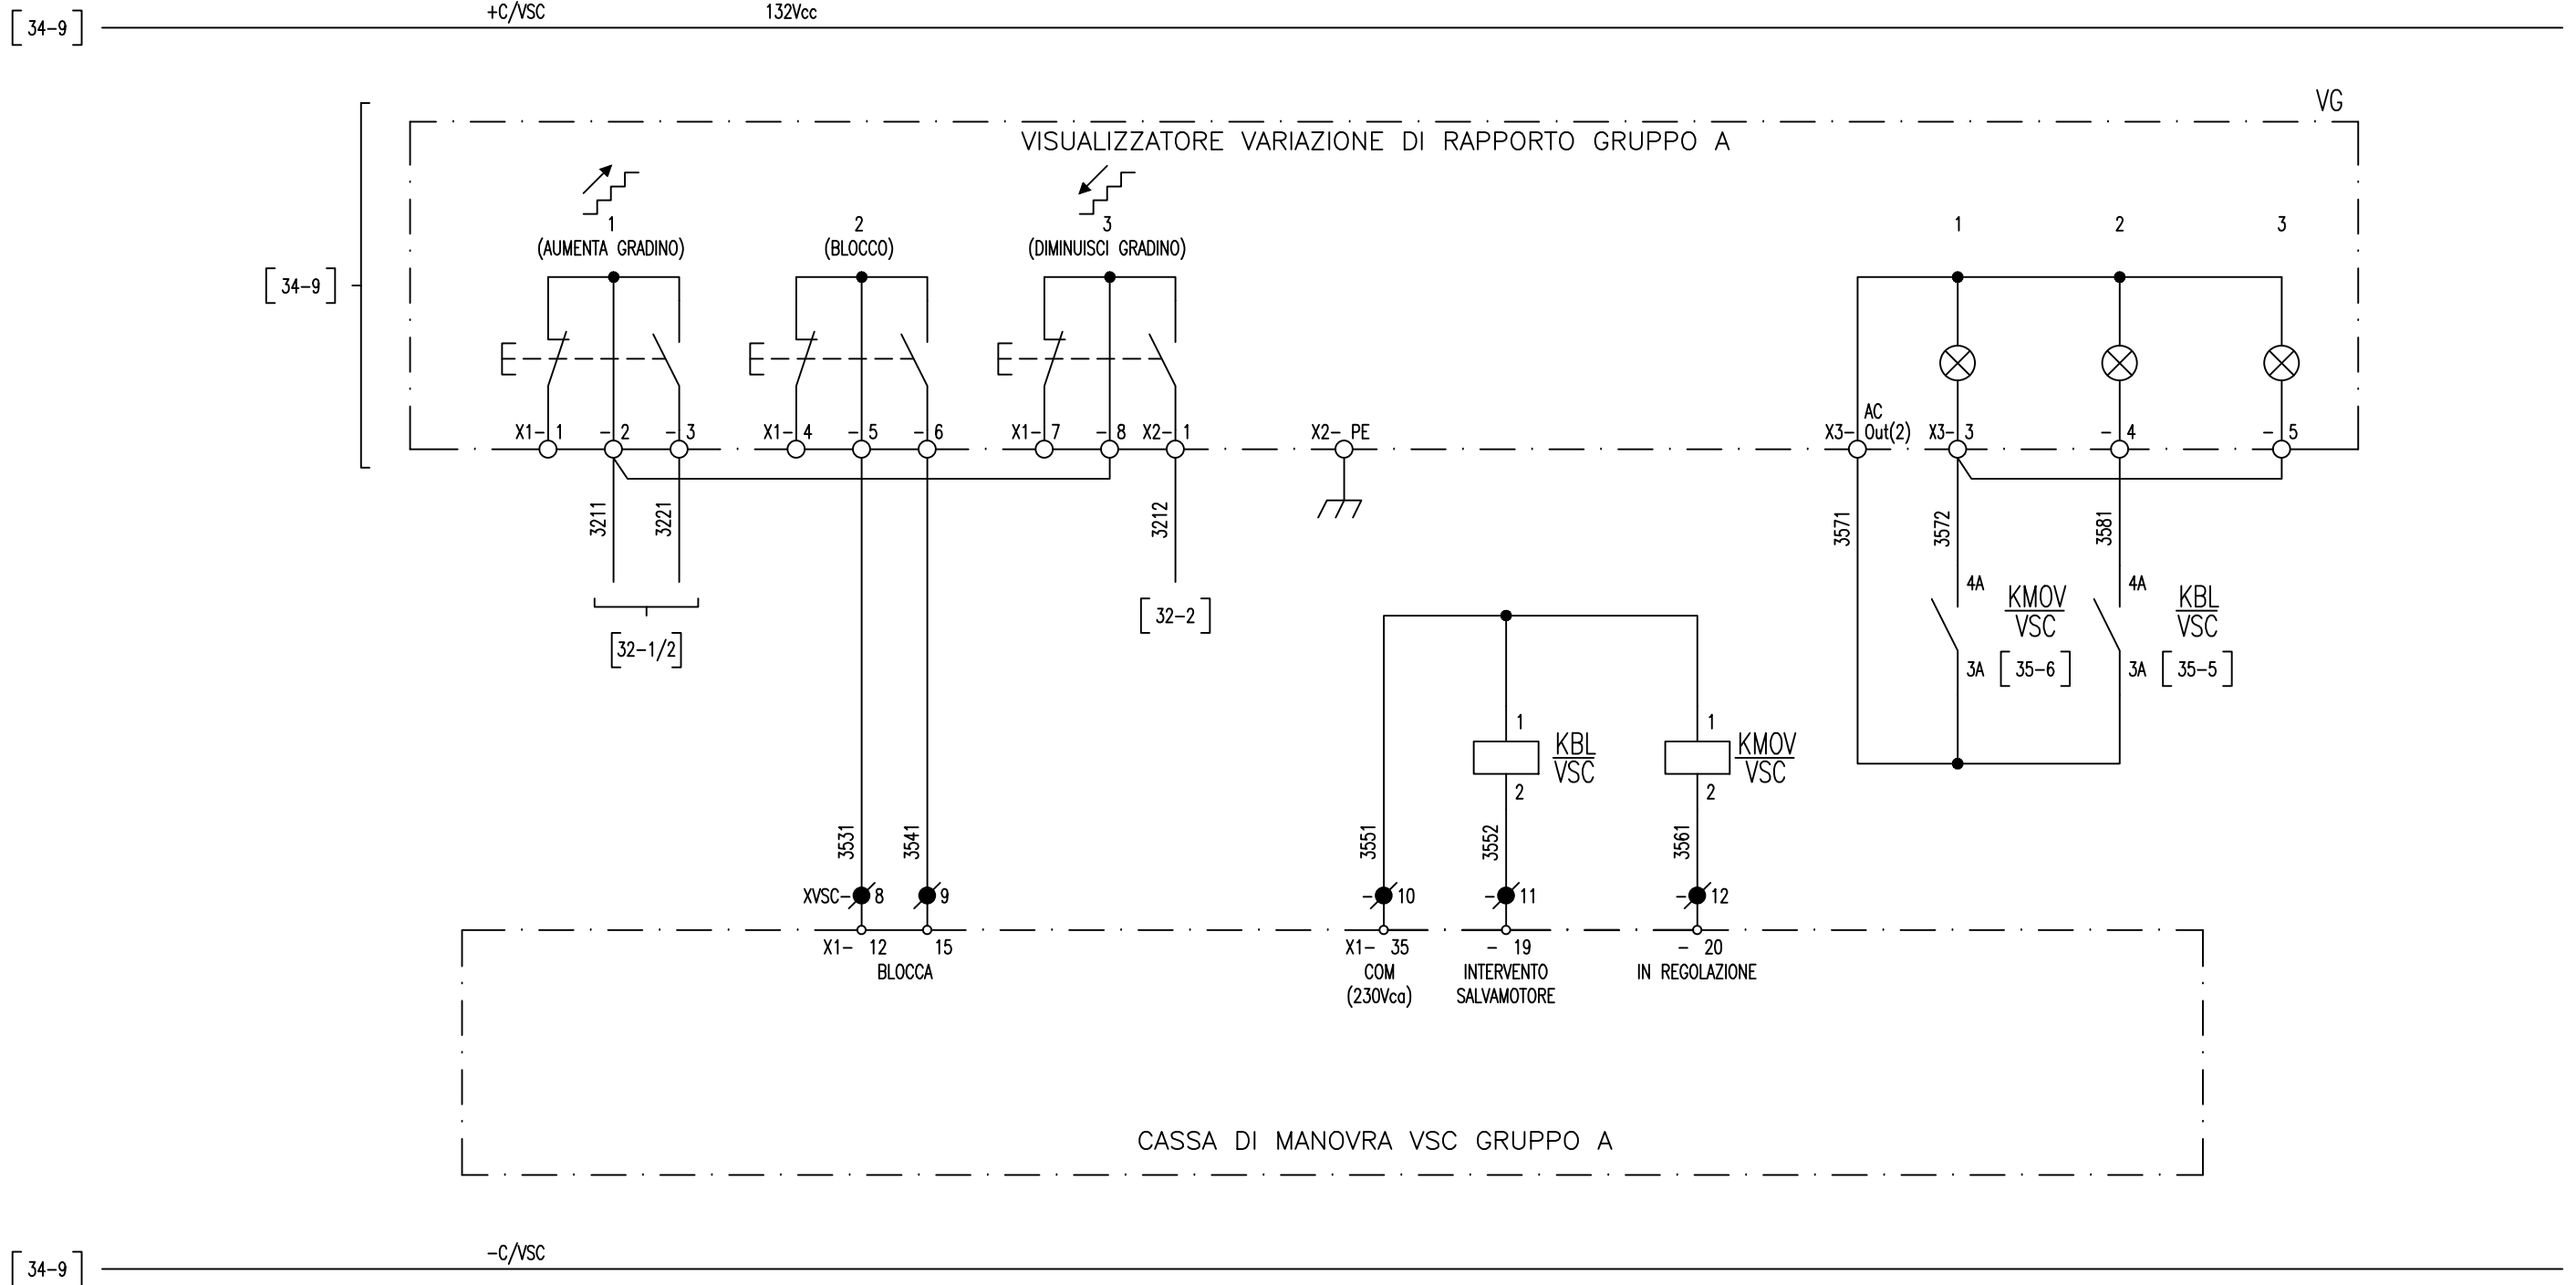 +C/VSC 132Vcc
34-9
VG
VISUALIZZATORE VARIAZIONE DI RAPPORTO GRUPPO A
1 2 3 1 2 3
(AUMENTA GRADINO) (BLOCCO) (DIMINUISCI GRADINO)
34-9
AC
X1- 1 - 2 - 3 X1- 4 - 5 - 6 X1- 7 - 8 X2- 1 X2- PE X3- Out(2) X3- 3 - 4 - 5
3211 3221 3212 3571 3572 3581
4A KMOV 4A KBL
VSC VSC
32-1/2 32-2
3A 35-6 3A 35-5
1 1
KBL KMOV
VSC VSC
2 2
3531 3541 3551 3552 3561
XVSC- 8 9 - 10 - 11 - 12
X1- 12 15 X1- 35 - 19 - 20
BLOCCA COM INTERVENTO IN REGOLAZIONE
(230Vca) SALVAMOTORE
CASSA DI MANOVRA VSC GRUPPO A
-C/VSC
34-9